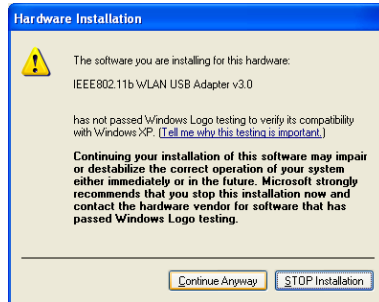 Hardware Installation
The software you are installing for this hardware:
IEEE802.11b WLAN USB Adapter v3.0
has not passed Windows Logo testing to verify its compatibility
with Windows XP. (Tell me why this testing is important.)
Continuing your installation of this software may impair
or destabilize the correct operation of your system
either immediately or in the future. Microsoft strongly
recommends that you stop this installation now and
contact the hardware vendor for software that has
passed Windows Logo testing.
Continue Anyway STOP Installation